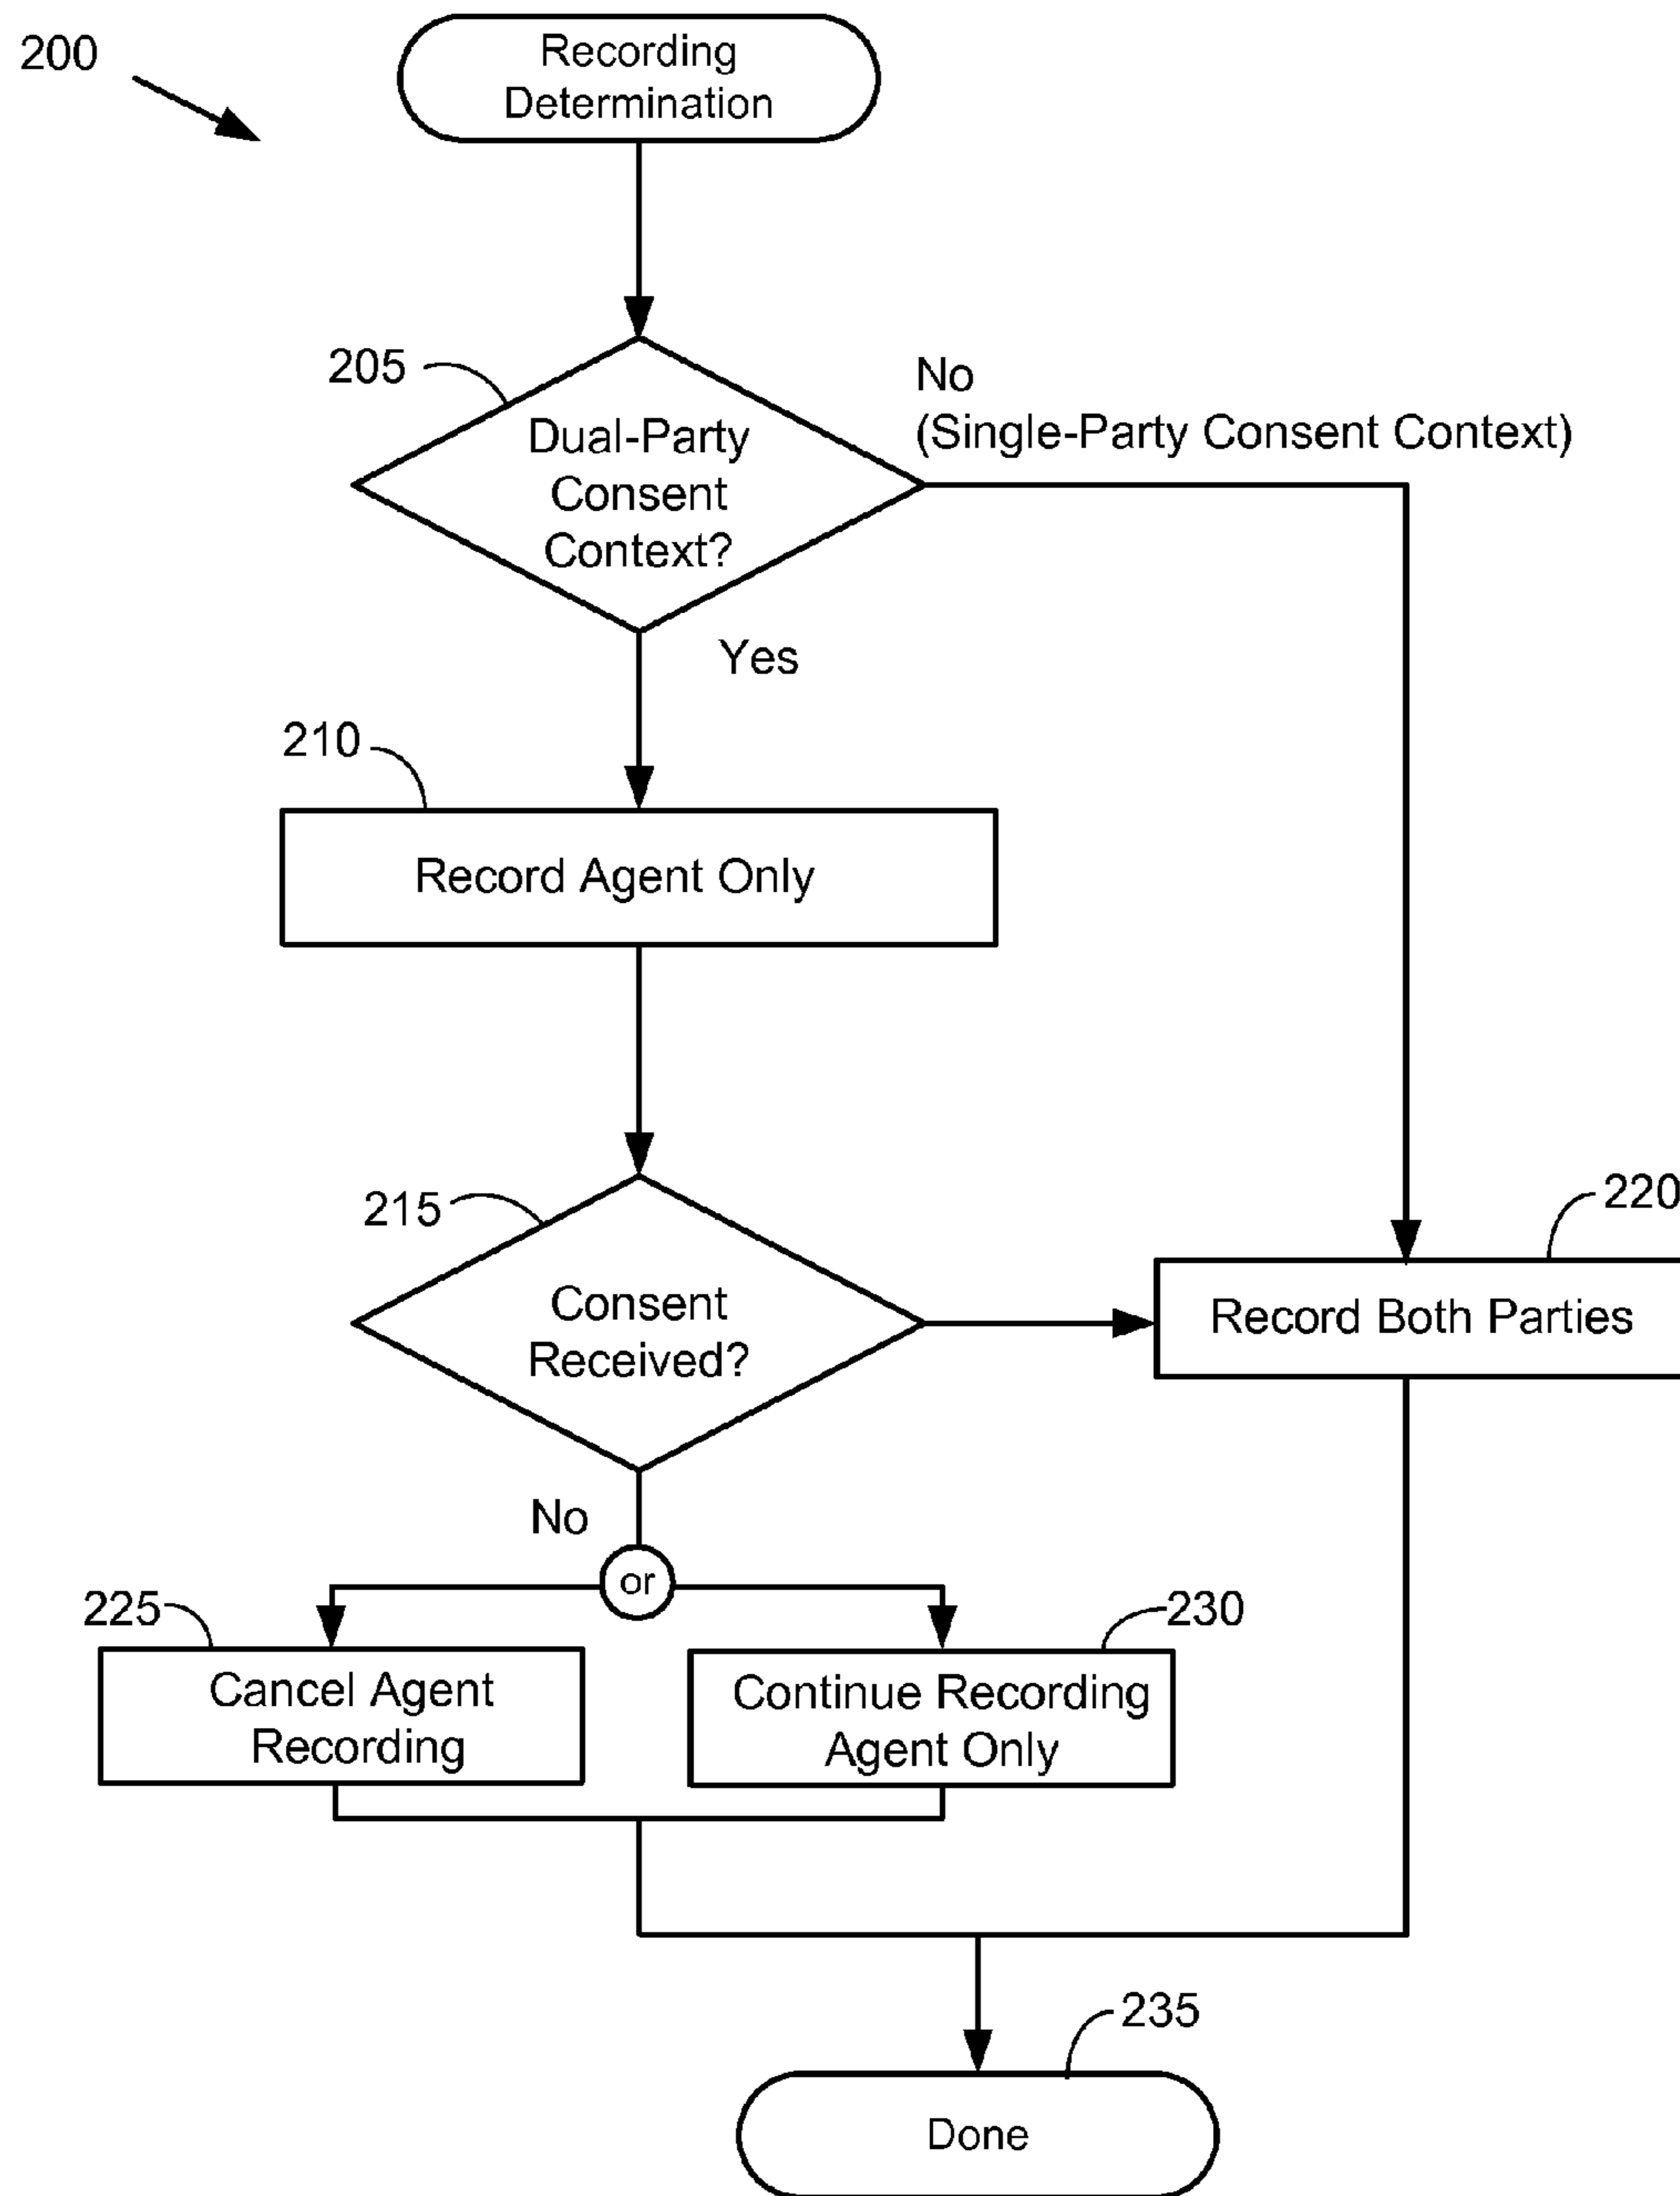 200
Recording
Determination
205
Dual-Party
Consent
Context?
No
(Single-Party Consent Context)
Yes
210
Record Agent Only
215
Consent
Received?
220
Record Both Parties
No
or
225
Cancel Agent
Recording
230
Continue Recording
Agent Only
235
Done